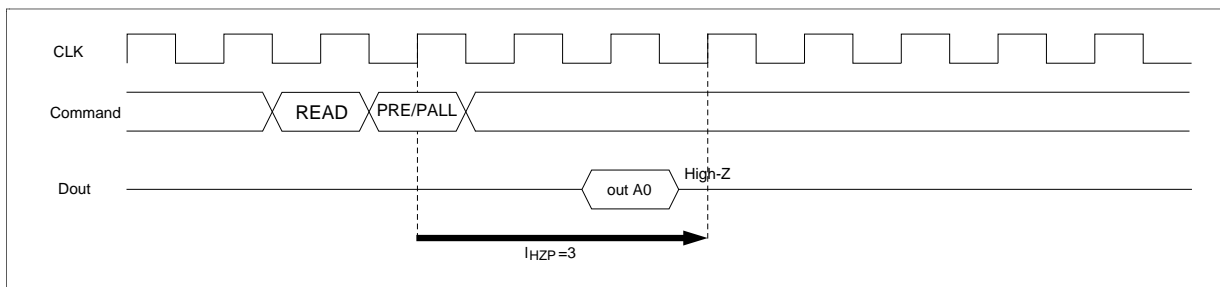 CLK
Command
READ
PRE/PALL
Dout
out A0
High-Z
lHZP=3